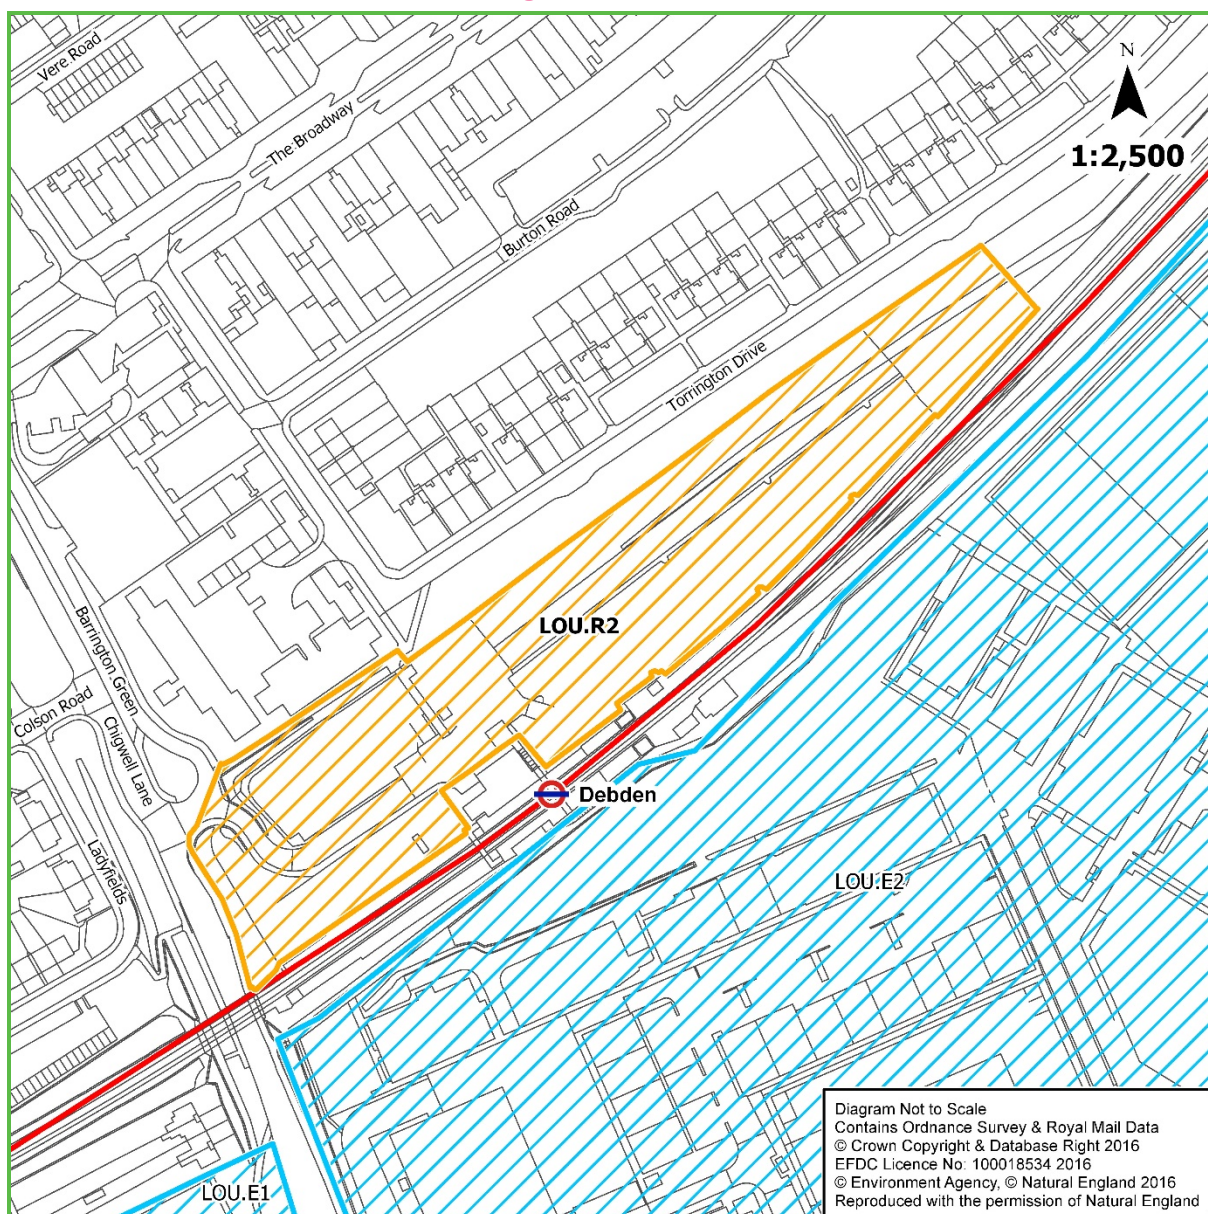 Vere Road
The Broadway
N
1:2,500
Burton Road
Torrington Drive
LOU.R2
Barrington Green
Colson Road
Chigwell Lane
Debden
Ladyfields
LOU.E2
LOU.E1
Diagram Not to Scale
Contains Ordnance Survey & Royal Mail Data
© Crown Copyright & Database Right 2016
EFDC Licence No: 100018534 2016
© Environment Agency, © Natural England 2016
Reproduced with the permission of Natural England